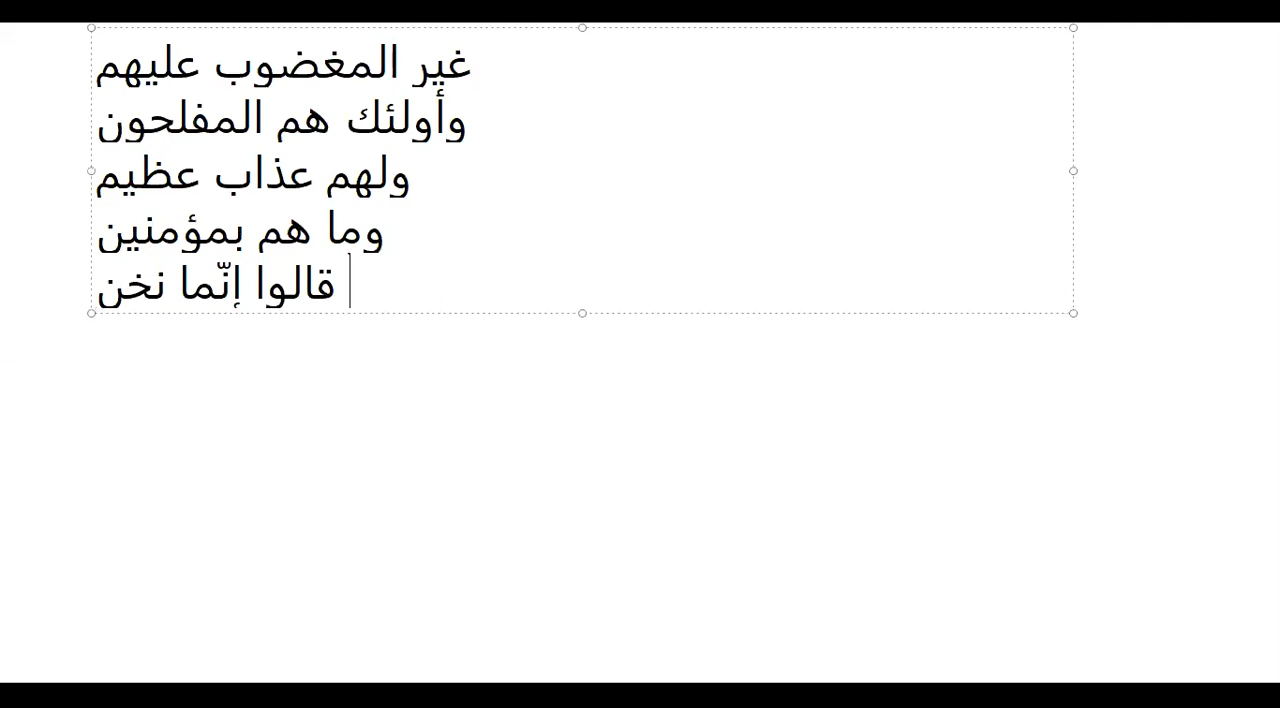 غير المغضوب عليهم
وأولئك هم المفلحون
ولهم عذاب عظيم
وما هم بمؤمنين
قالوا إنّما نخن